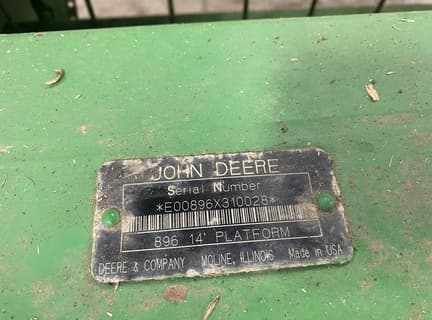 JOHN DEERE
Serial Number
*E00896X310028*
896 14' PLATFORM
DEERE & COMPANY MOLINE, ILLINOIS Made in USA